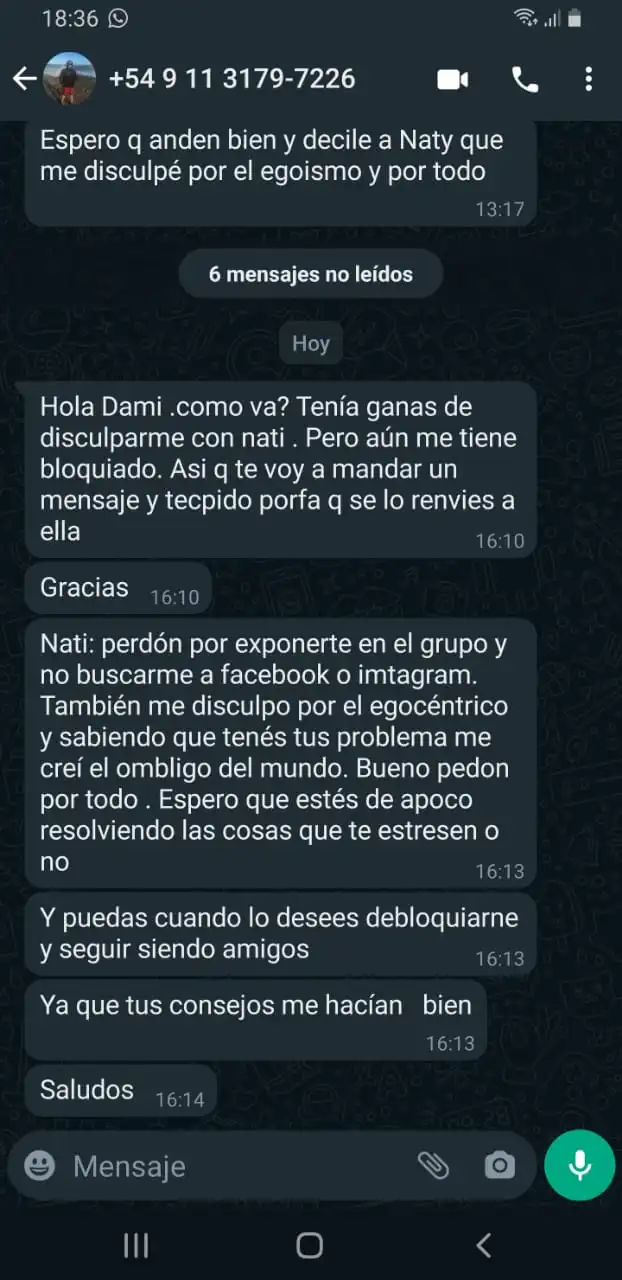 18:36
+54 9 11 3179-7226
Espero q anden bien y decile a Naty que
me disculpé por el egoismo y por todo
13:17
6 mensajes no leídos
Hoy
Hola Dami .como va? Tenía ganas de
disculparme con nati . Pero aún me tiene
bloquiado. Asi q te voy a mandar un
mensaje y tecpido porfa q se lo renvies a
ella
16:10
Gracias
16:10
Nati: perdón por exponerte en el grupo y
no buscarme a facebook o imtagram.
También me disculpo por el egocéntrico
y sabiendo que tenés tus problema me
creí el ombligo del mundo. Bueno pedon
por todo . Espero que estés de apoco
resolviendo las cosas que te estresen o
no
16:13
Y puedas cuando lo desees debloquiarne
y seguir siendo amigos
16:13
Ya que tus consejos me hacían   bien
16:13
Saludos
16:14
Mensaje